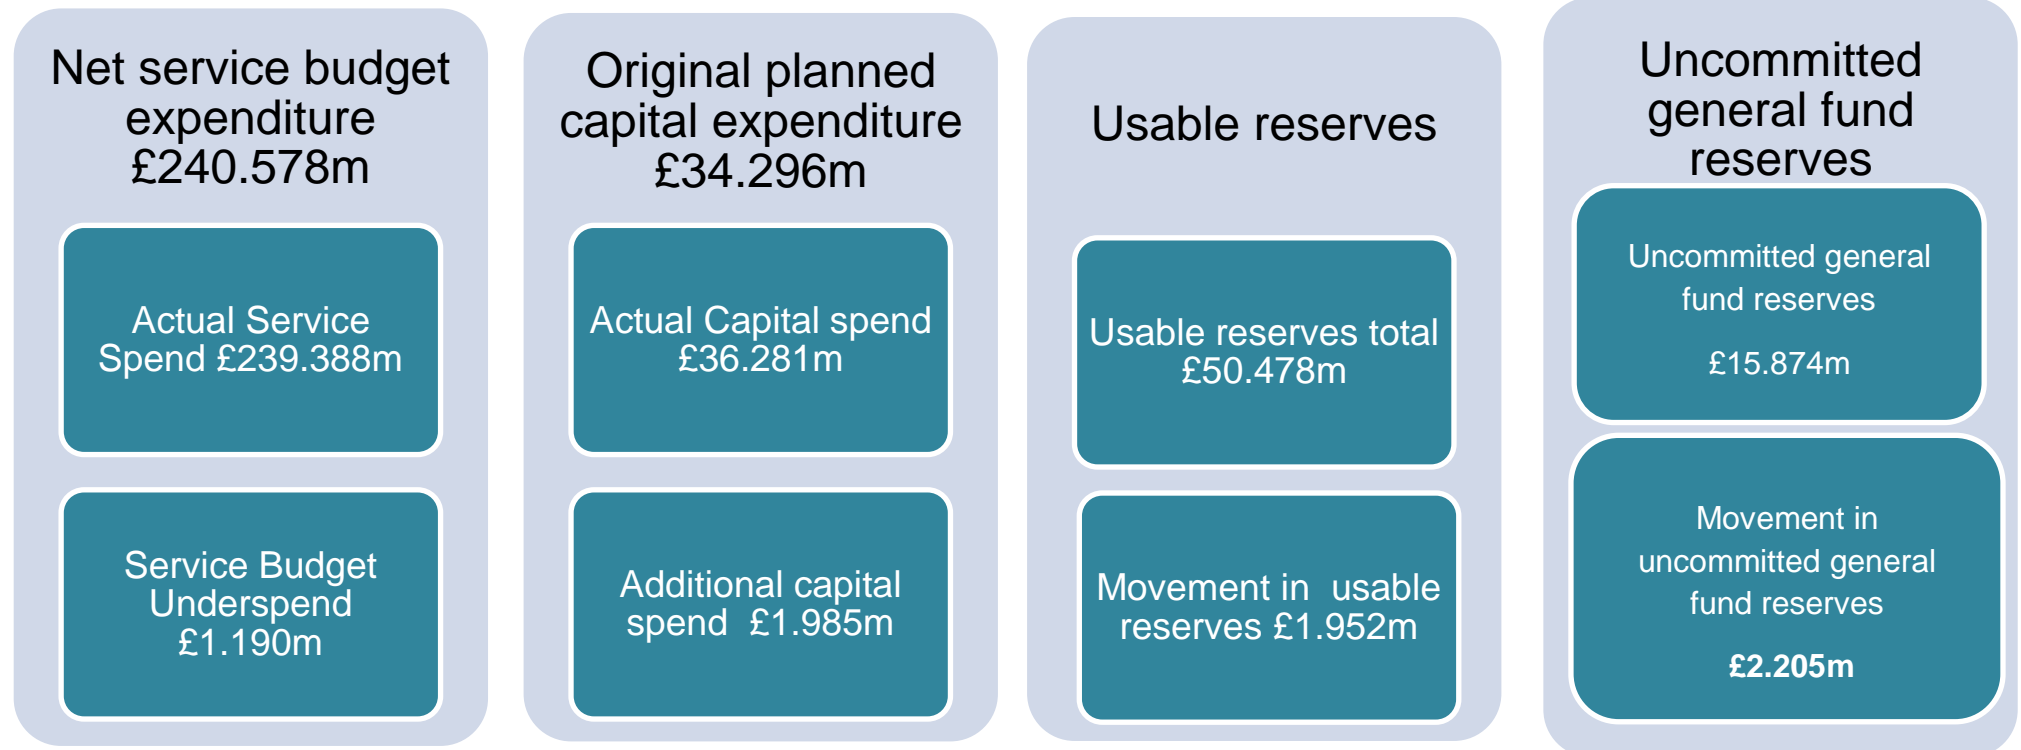 Net service budget
expenditure
£240.578m
Actual Service
Spend £239.388m
Service Budget
Underspend
£1.190m
Original planned
capital expenditure
£34.296m
Actual Capital spend
£36.281m
Additional capital
spend £1.985m
Usable reserves
Usable reserves total
£50.478m
Movement in usable
reserves £1.952m
Uncommitted
general fund
reserves
Uncommitted general
fund reserves
£15.874m
Movement in
uncommitted general
fund reserves
£2.205m